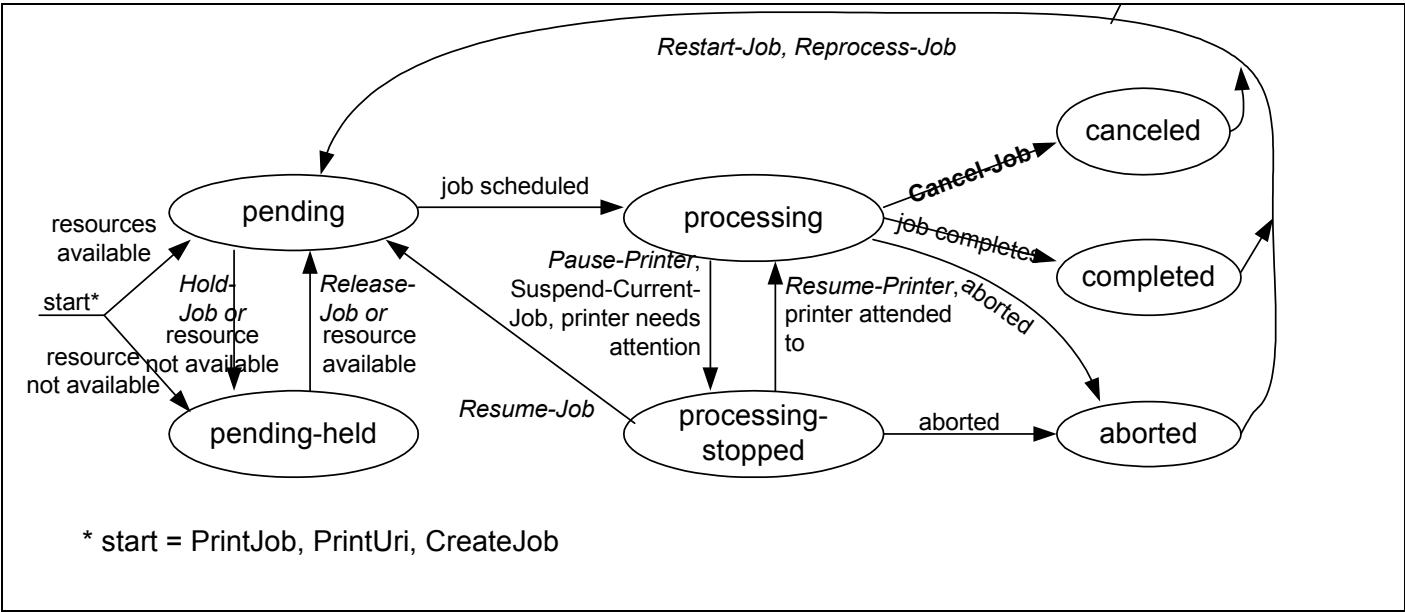 Restart-Job, Reprocess-Job
canceled
Cancel-Job
job scheduled
pending
processing
resources
available
job completes
completed
Pause-Printer,
Suspend-Current-
Job, printer needs
attention
Hold-
Job or
resource
not available
Release-
Job or
resource
available
Resume-Printer,
printer attended
to
aborted
start*
resource
not available
Resume-Job
pending-held
processing-
stopped
aborted
aborted
* start = PrintJob, PrintUri, CreateJob